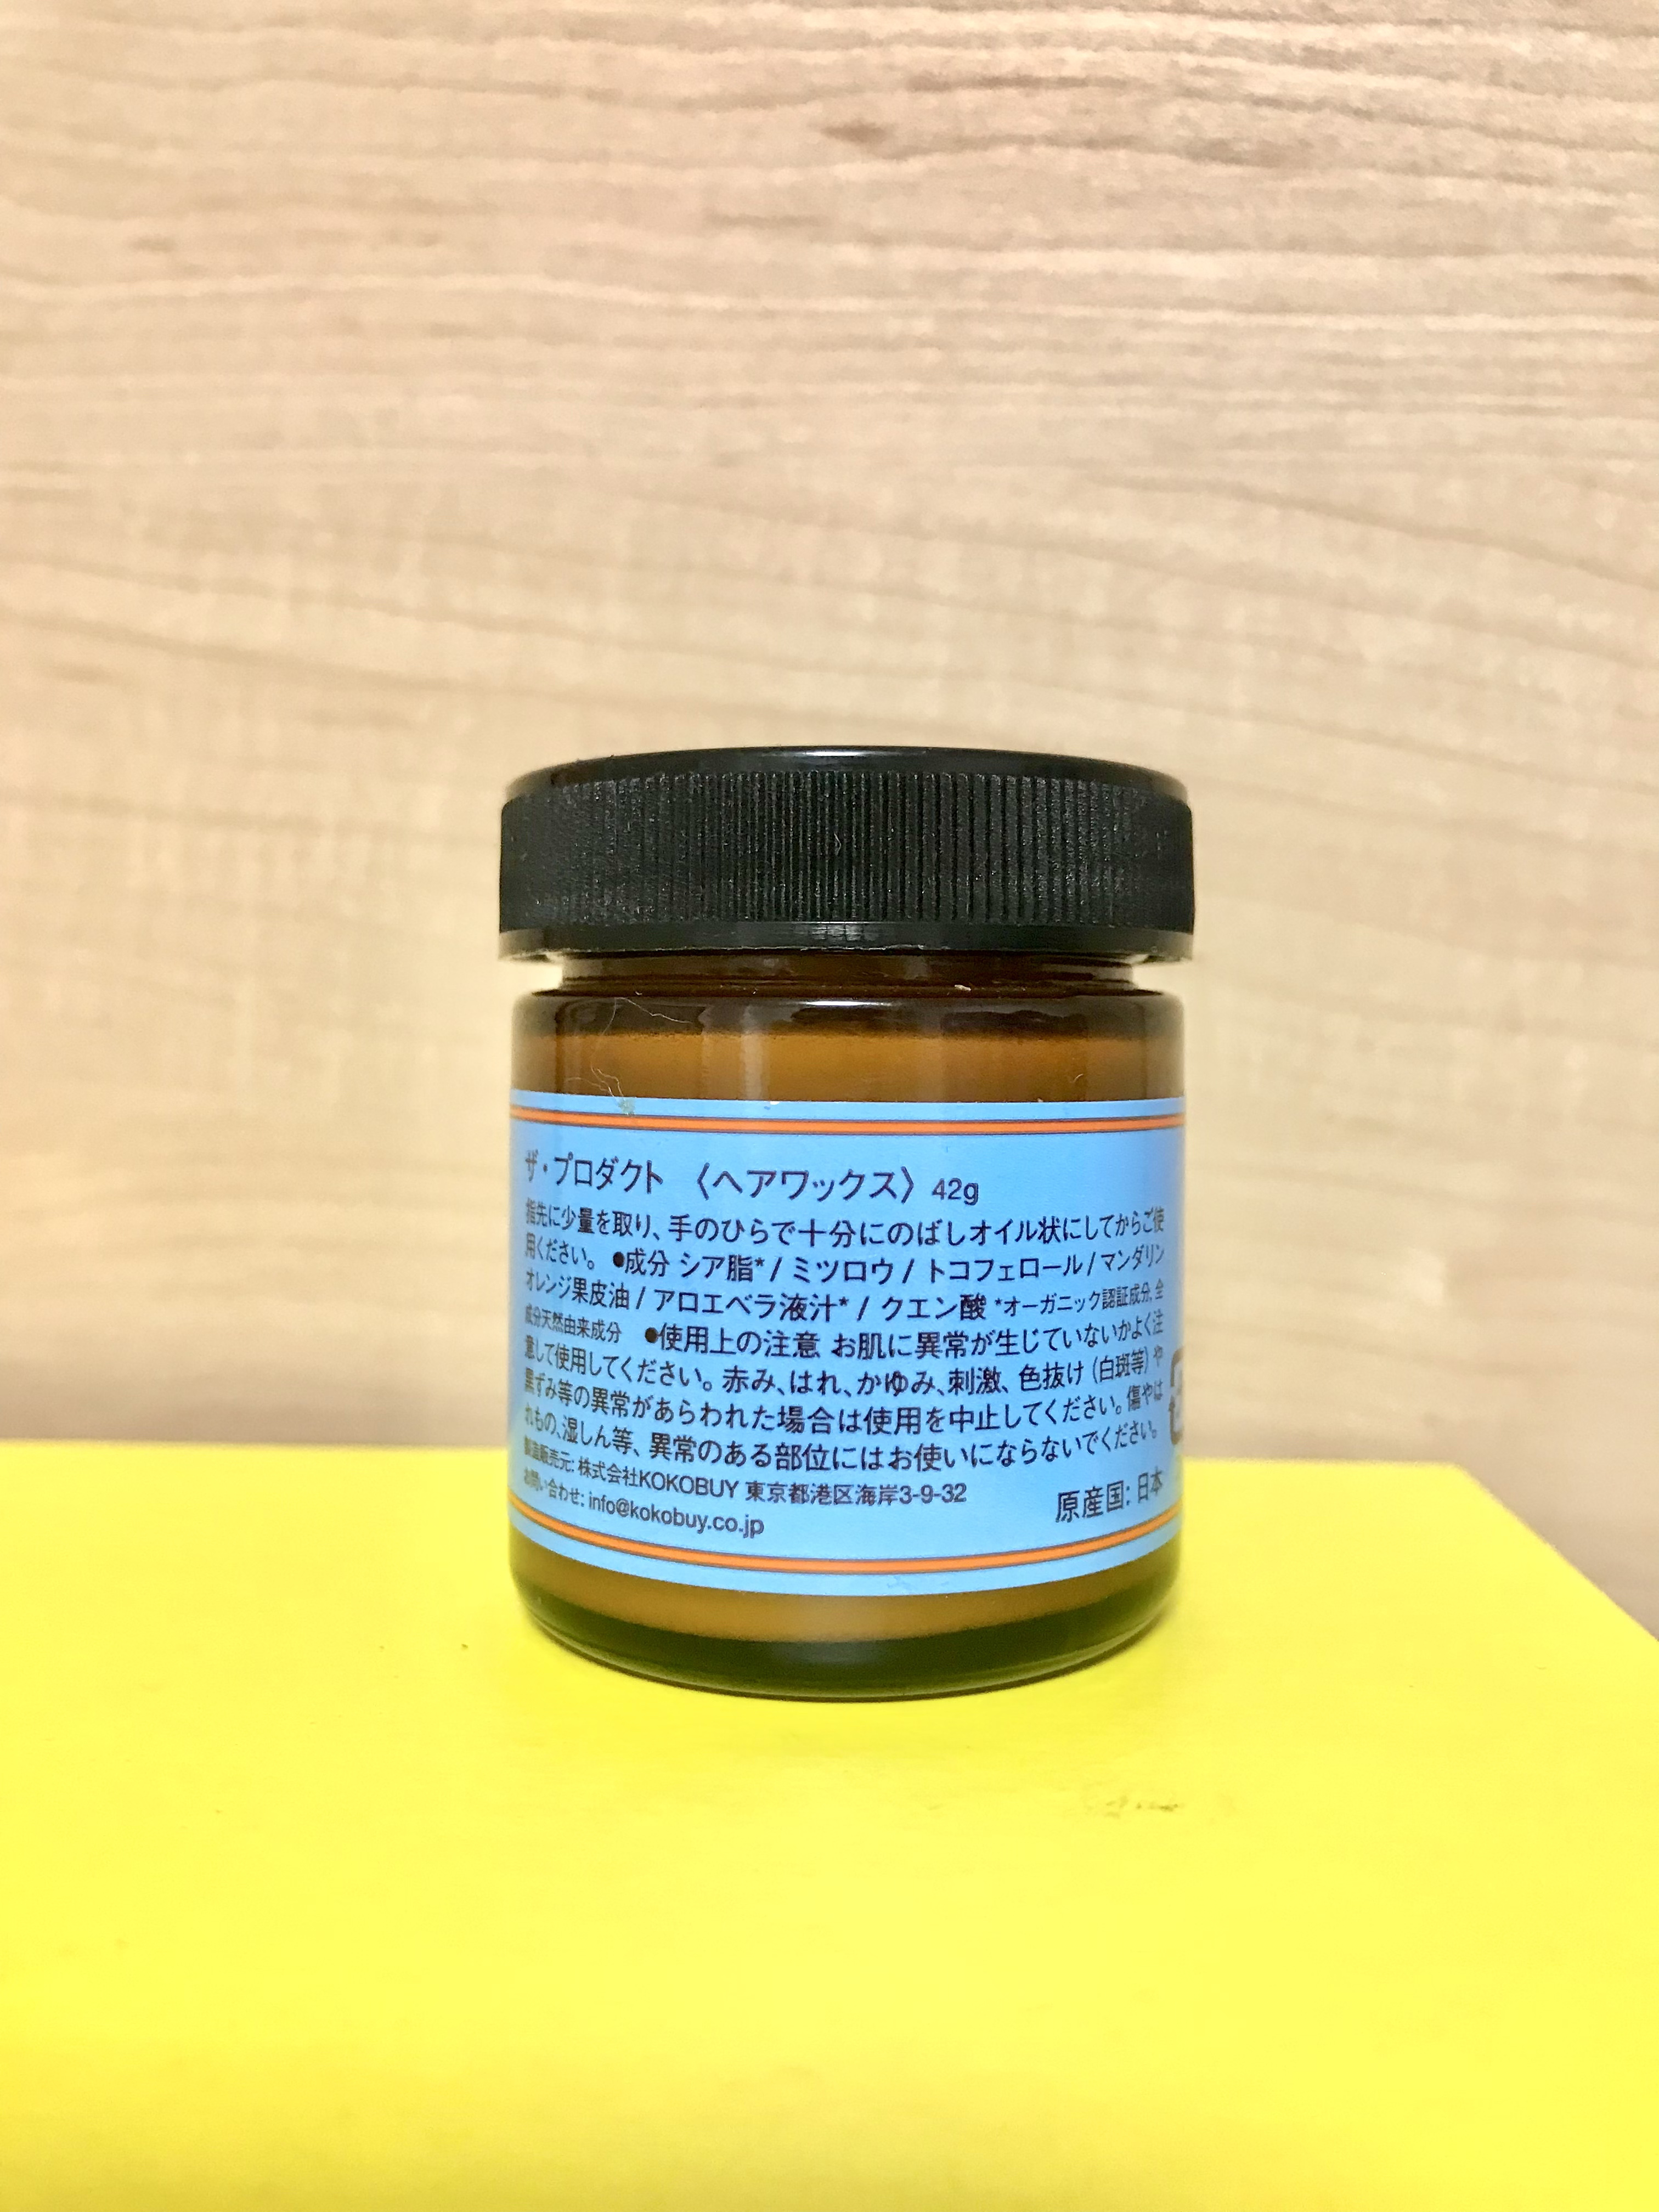 ザ・プロダクト 〈ヘアワックス〉 42g
指先に少量を取り、手のひらで十分にのばしオイル状にしてからご使
用ください。 ●成分 シア脂* / ミツロウ / トコフェロール / マンダリン
オレンジ果皮油 / アロエベラ液汁* / クエン酸 *オーガニック認証成分、全
成分天然由来成分 ●使用上の注意 お肌に異常が生じていないかよく注
意して使用してください。赤み、はれ、かゆみ、刺激、色抜け（白斑等）や
黒ずみ等の異常があらわれた場合は使用を中止してください。傷やは
れもの、湿しん等、異常のある部位にはお使いにならないでください。
製造販売元: 株式会社KOKOBUY 東京都港区海岸3-9-32
お問い合わせ: info@kokobuy.co.jp
原産国: 日本